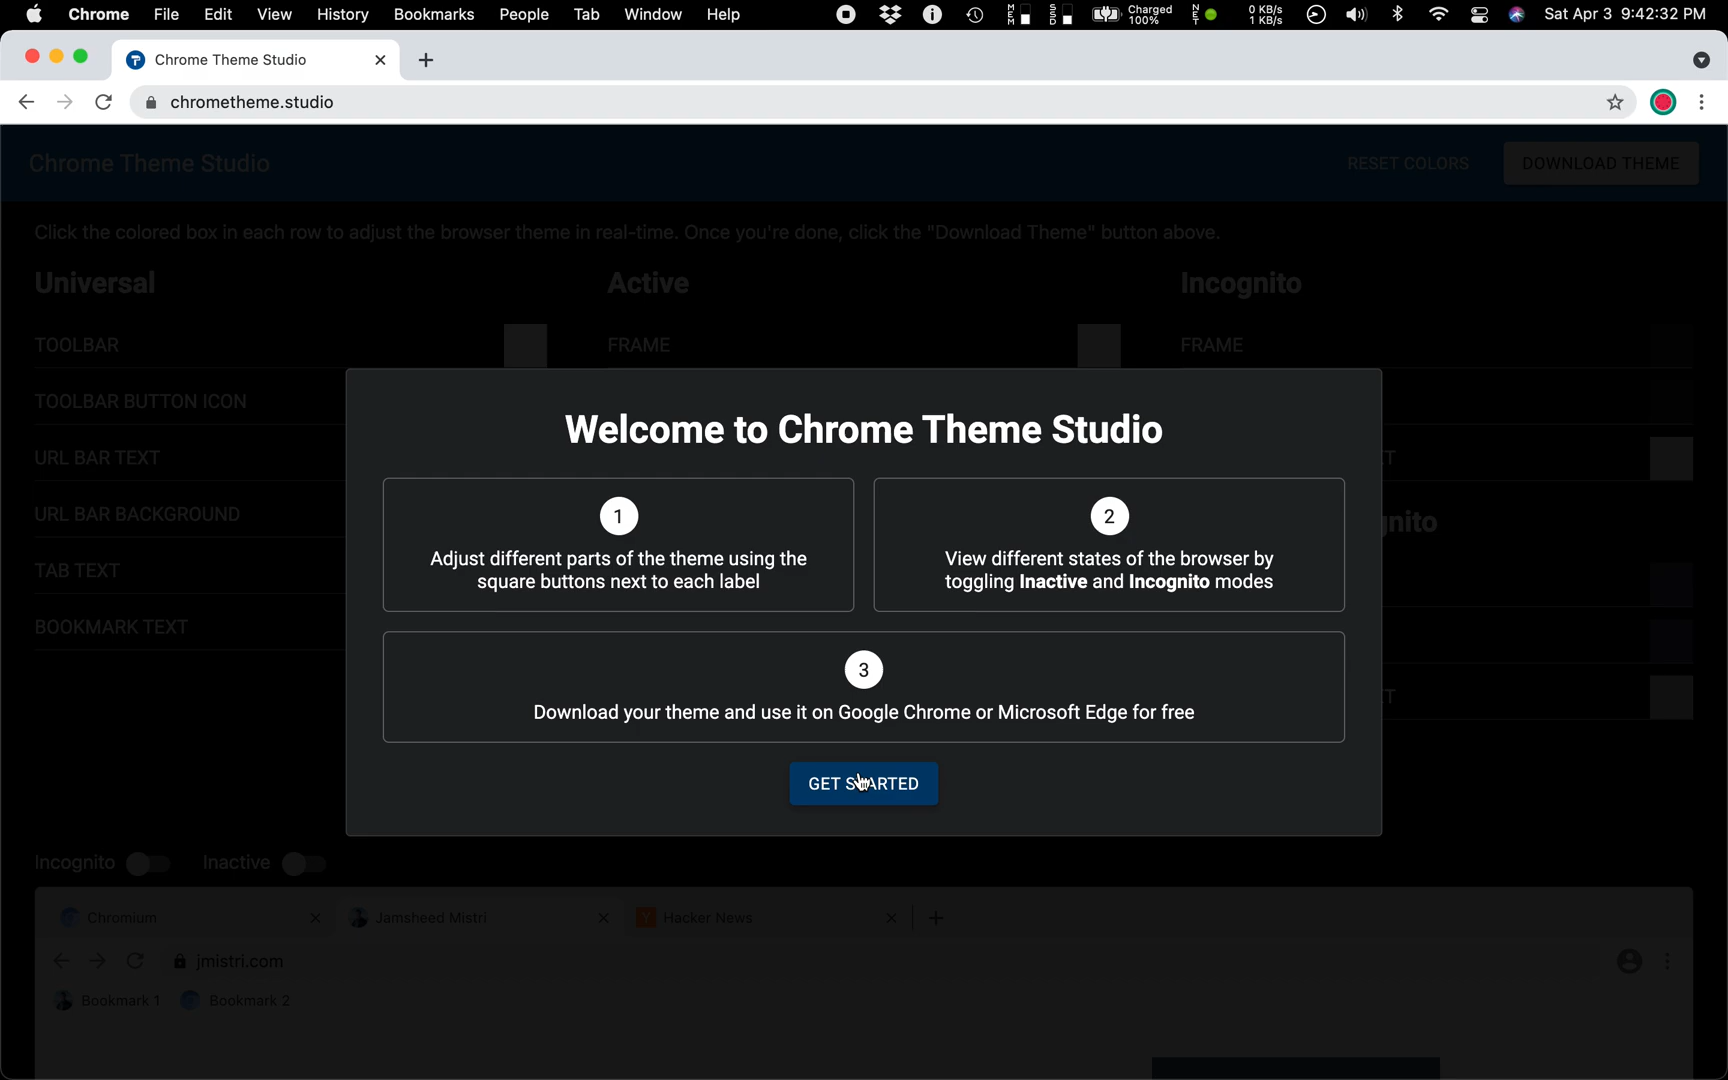 Chrome File Edit View History Bookmarks People Tab Window Help
MEM SSD Charged 100% NET 0 KB/s 1 KB/s Sat Apr 3 9:42:32 PM
Chrome Theme Studio
chrometheme.studio
Chrome Theme Studio
RESET COLORS
DOWNLOAD THEME
Click the colored box in each row to adjust the browser theme in real-time. Once you're done, click the "Download Theme" button above.
Universal
Active
Incognito
TOOLBAR
FRAME
FRAME
TOOLBAR BUTTON ICON
URL BAR TEXT
T
URL BAR BACKGROUND
nito
TAB TEXT
BOOKMARK TEXT
T
Welcome to Chrome Theme Studio
1
Adjust different parts of the theme using the
square buttons next to each label
2
View different states of the browser by
toggling Inactive and Incognito modes
3
Download your theme and use it on Google Chrome or Microsoft Edge for free
GET STARTED
Incognito
Inactive
Chromium
Jamsheed Mistri
Y Hacker News
jmistri.com
Bookmark 1
Bookmark 2